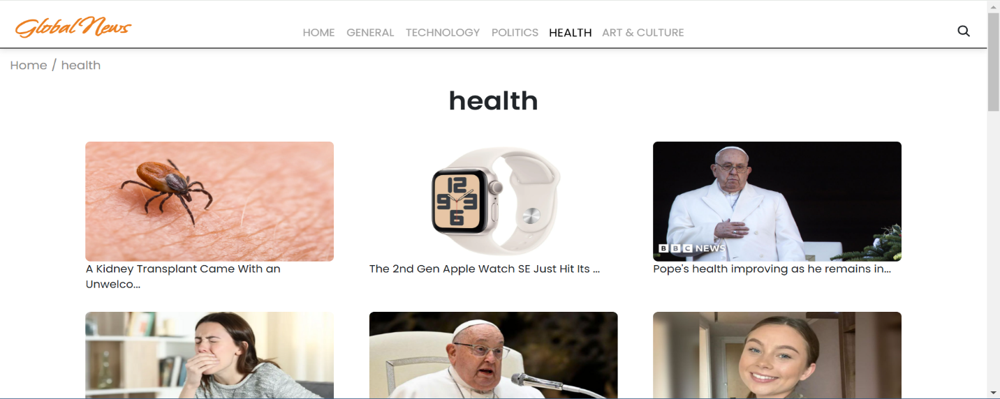 Global News
HOME GENERAL TECHNOLOGY POLITICS HEALTH ART & CULTURE
Home / health
health
12
9 3
6
BBC NEWS
A Kidney Transplant Came With an
Unwelco...
The 2nd Gen Apple Watch SE Just Hit Its ...
Pope's health improving as he remains in...